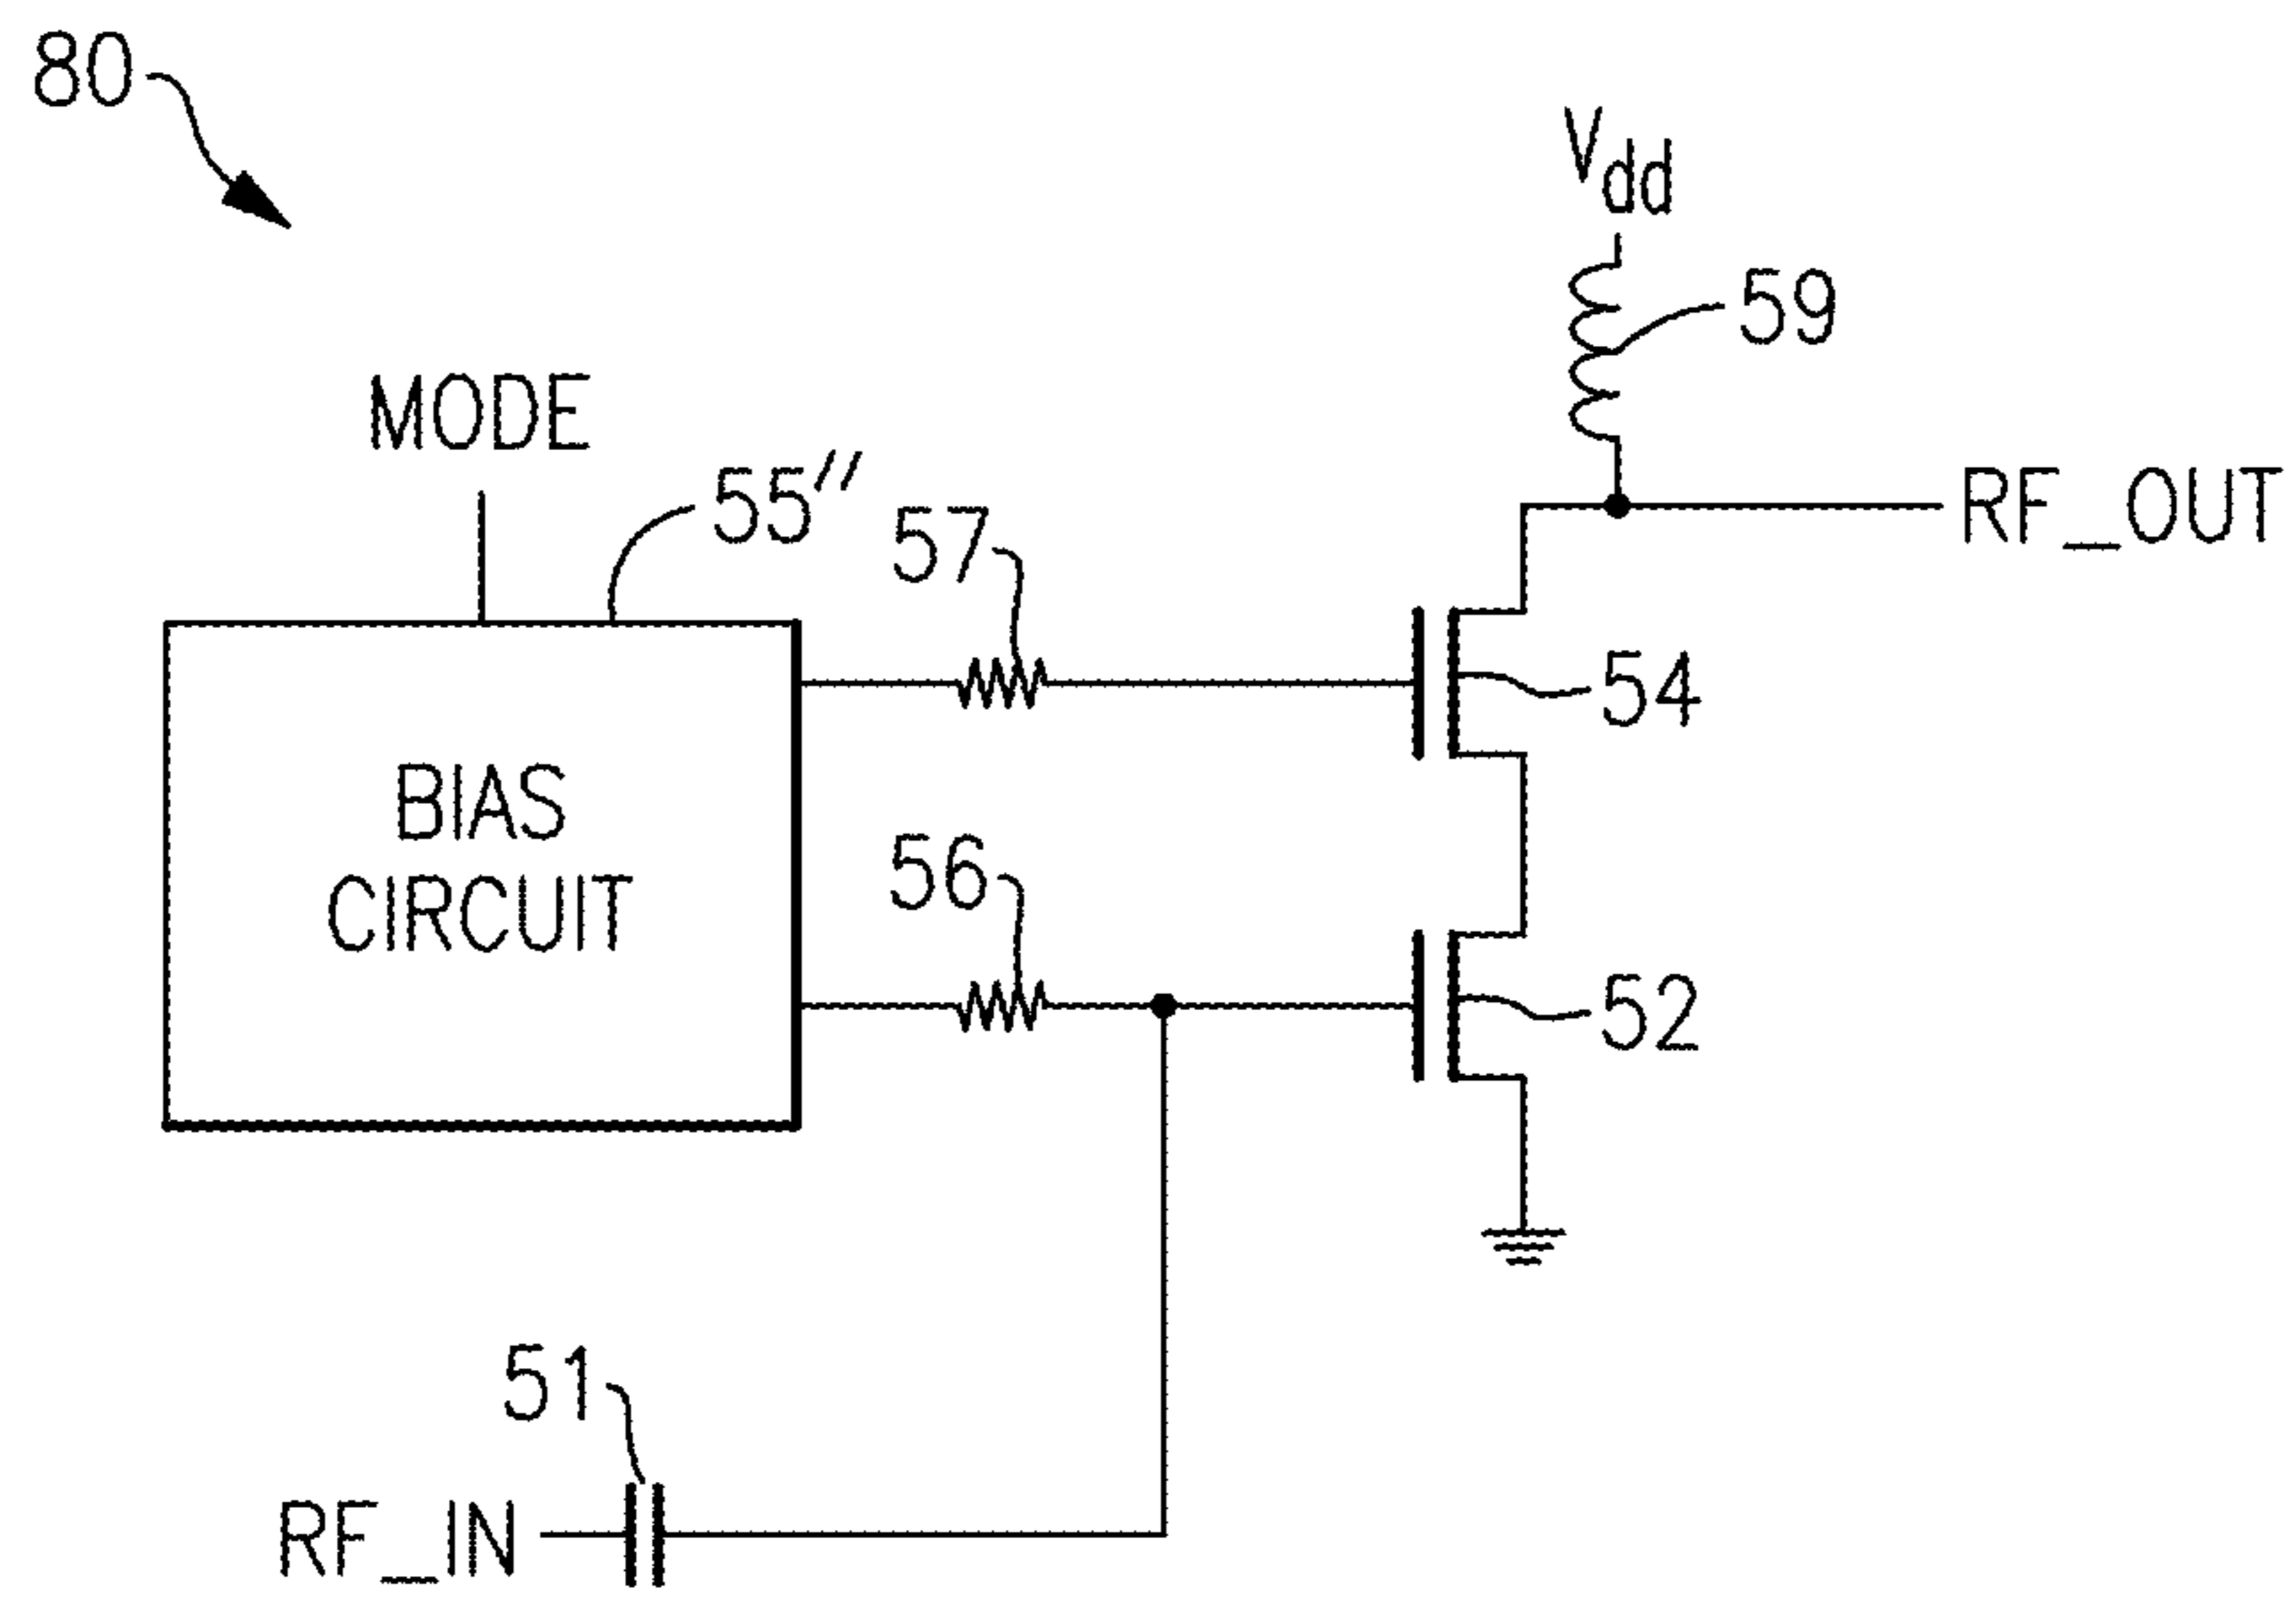 80
Vdd
59
MODE
55″
57
RF_OUT
54
BIAS
CIRCUIT
56
52
51
RF_IN